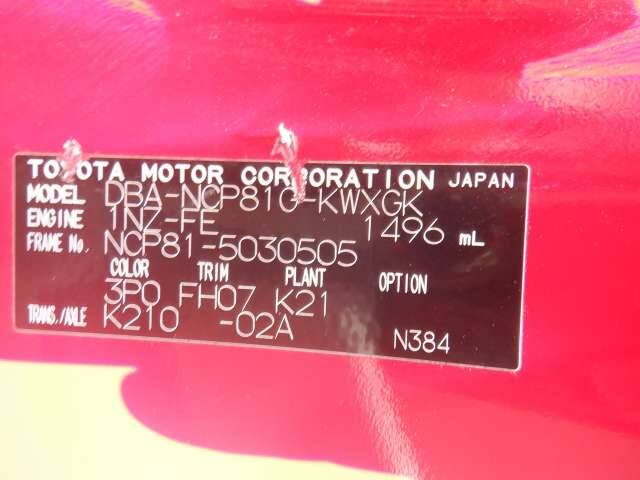 TOYOTA MOTOR CORPORATION JAPAN
MODEL DBA-NCP81G-KWXGK
ENGINE 1NZ-FE 1496 mL
FRAME No. NCP81-5030505
COLOR TRIM PLANT OPTION
3P0 FH07 K21
TRANS./AXLE K210 -02A
N384